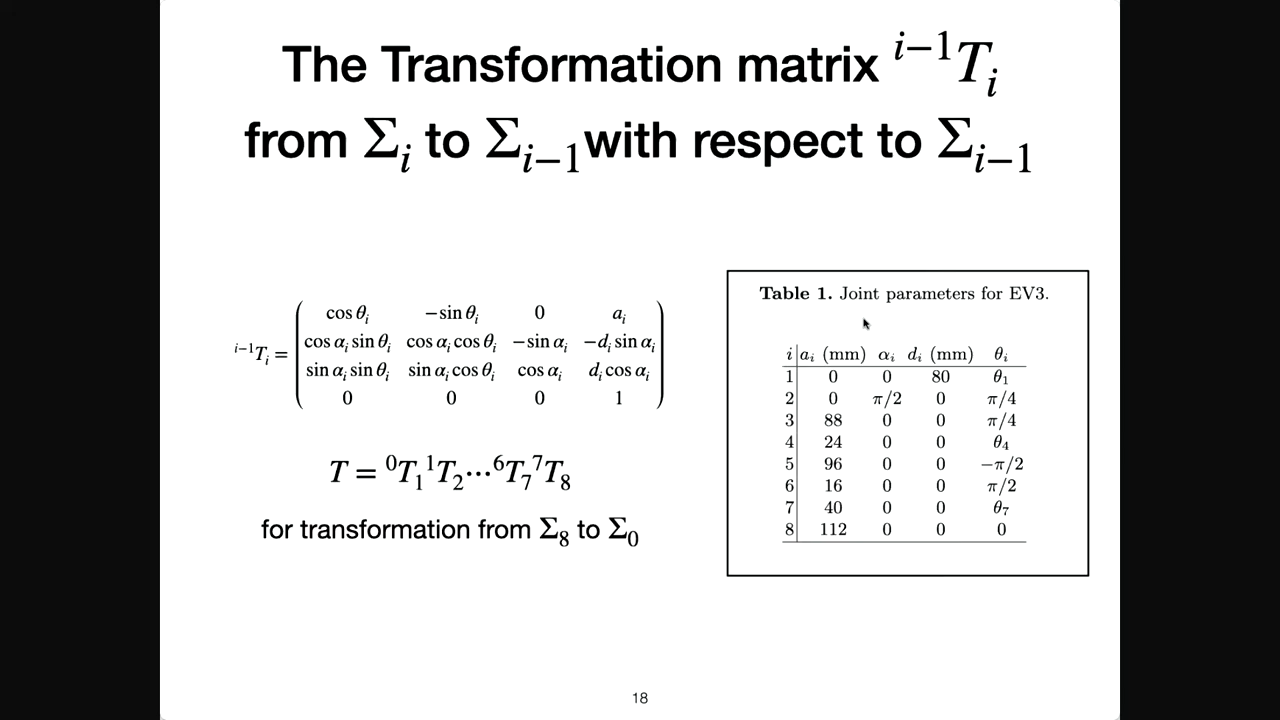 The Transformation matrix ^{i−1}T_i
from Σ_i to Σ_{i−1} with respect to Σ_{i−1}
^{i−1}T_i =
cos θ_i −sin θ_i 0 a_i
cos α_i sin θ_i cos α_i cos θ_i −sin α_i −d_i sin α_i
sin α_i sin θ_i sin α_i cos θ_i cos α_i d_i cos α_i
0 0 0 1
T = ^0T_1 ^1T_2 ⋯ ^6T_7 ^7T_8
for transformation from Σ_8 to Σ_0
Table 1. Joint parameters for EV3.
i a_i (mm) α_i d_i (mm) θ_i
1 0 0 80 θ_1
2 0 π/2 0 π/4
3 88 0 0 π/4
4 24 0 0 θ_4
5 96 0 0 −π/2
6 16 0 0 π/2
7 40 0 0 θ_7
8 112 0 0 0
18